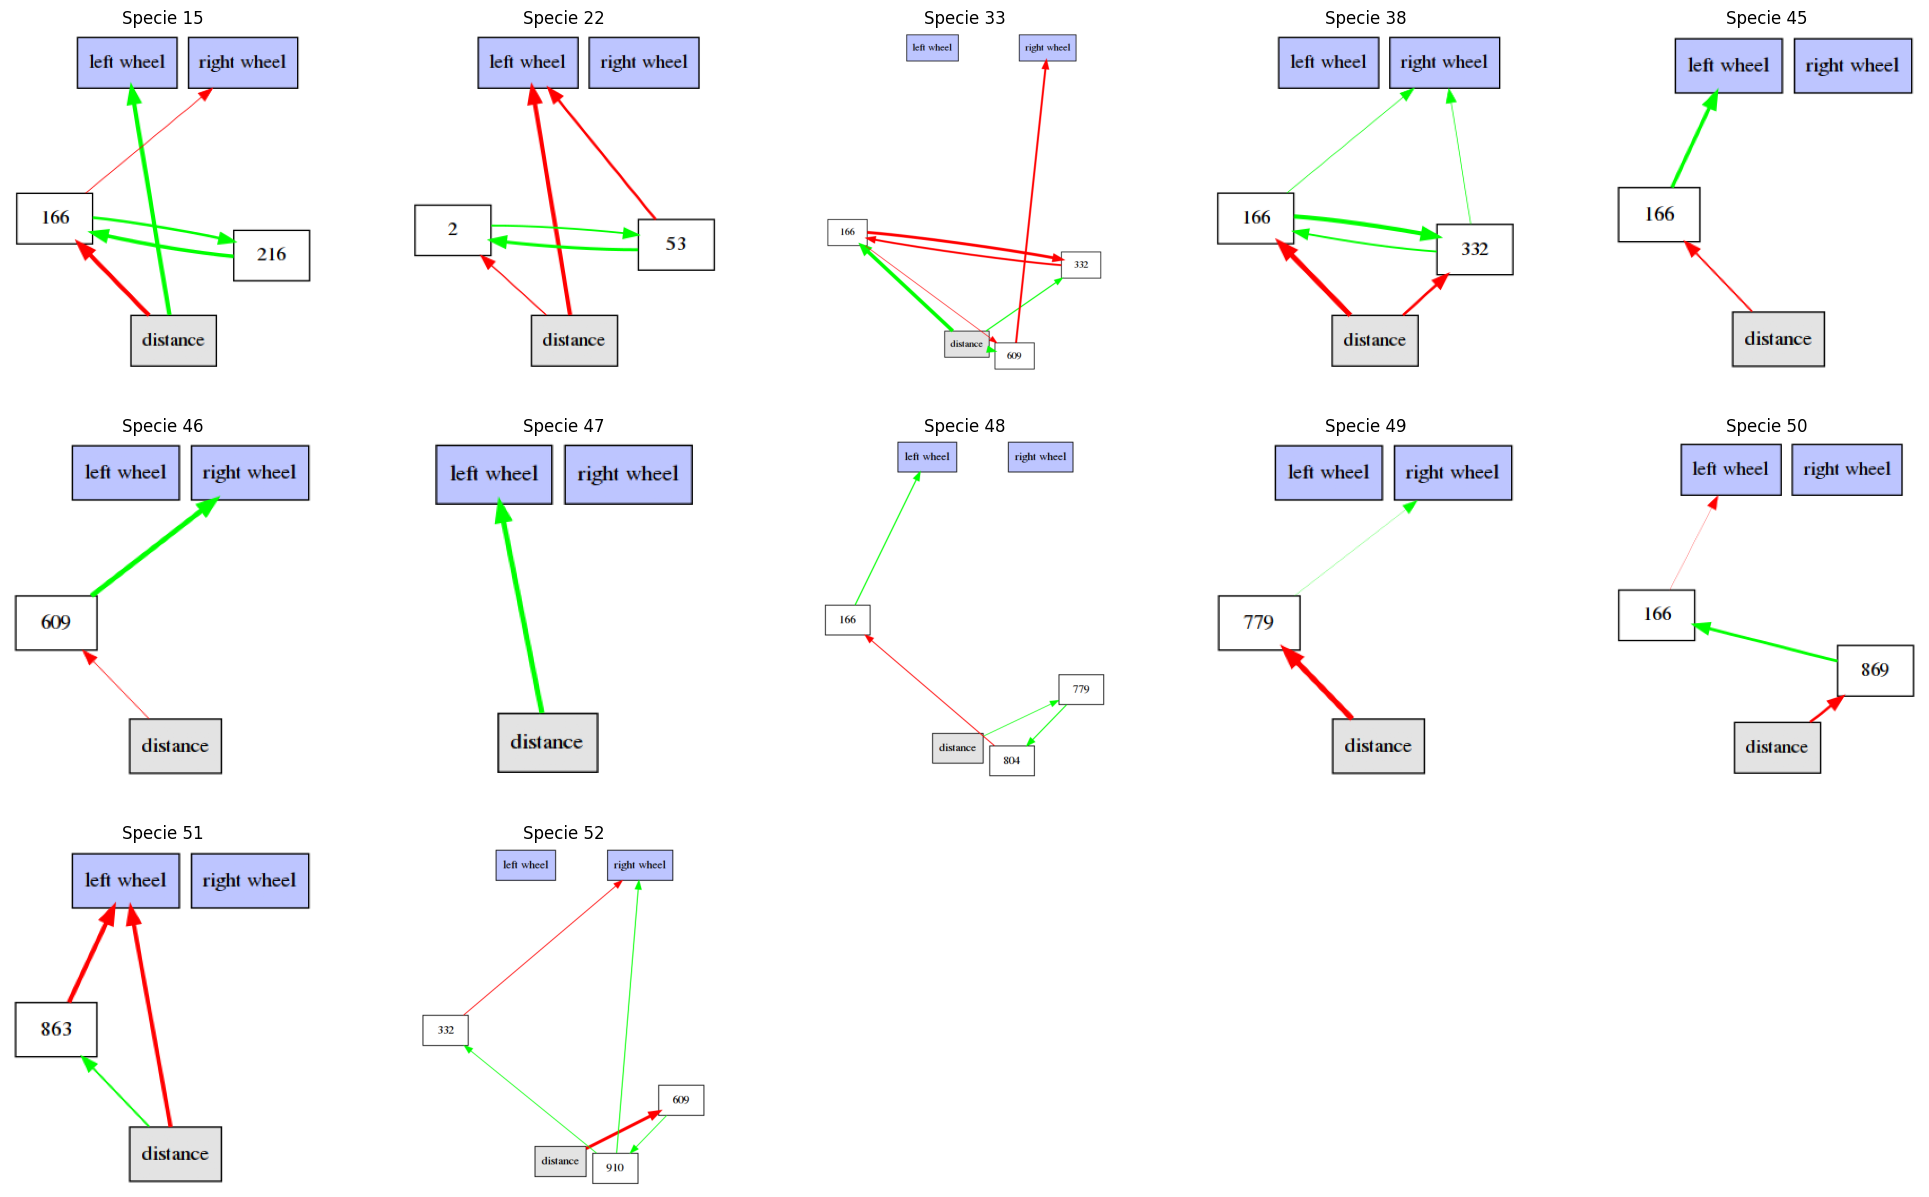 Specie 15
left wheel right wheel
166
216
distance
Specie 22
left wheel right wheel
2
53
distance
Specie 33
left wheel right wheel
166
332
distance
609
Specie 38
left wheel right wheel
166
332
distance
Specie 45
left wheel right wheel
166
distance
Specie 46
left wheel right wheel
609
distance
Specie 47
left wheel right wheel
distance
Specie 48
left wheel right wheel
166
779
distance
804
Specie 49
left wheel right wheel
779
distance
Specie 50
left wheel right wheel
166
869
distance
Specie 51
left wheel right wheel
863
distance
Specie 52
left wheel right wheel
332
609
distance
910